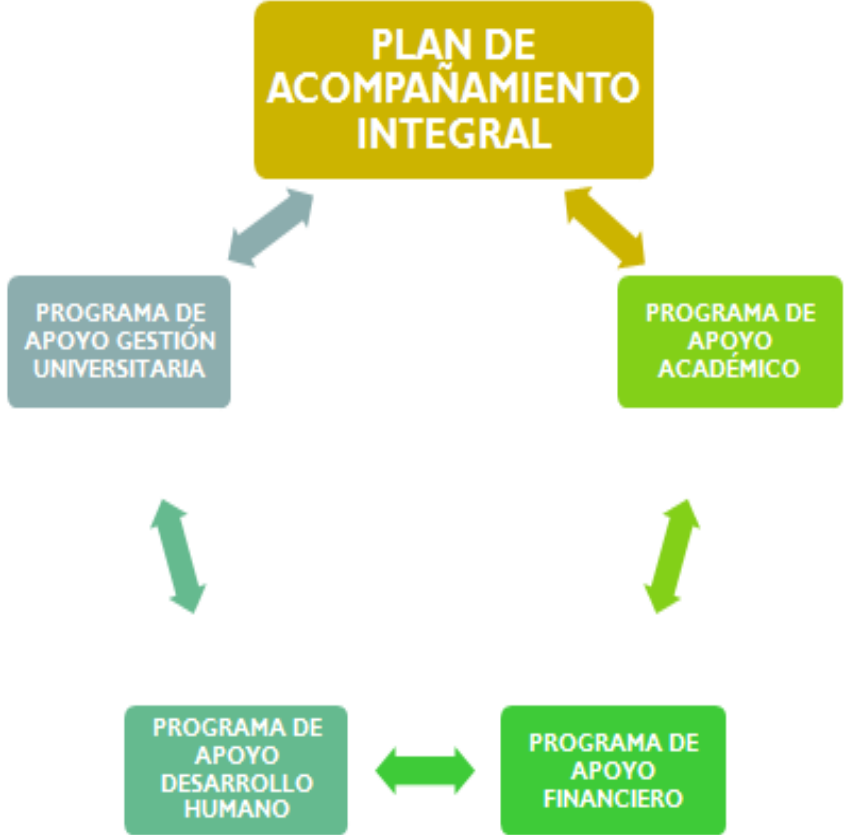 PLAN DE
ACOMPAÑAMIENTO
INTEGRAL
PROGRAMA DE
APOYO GESTIÓN
UNIVERSITARIA
PROGRAMA DE
APOYO
ACADÉMICO
PROGRAMA DE
APOYO
DESARROLLO
HUMANO
PROGRAMA DE
APOYO
FINANCIERO